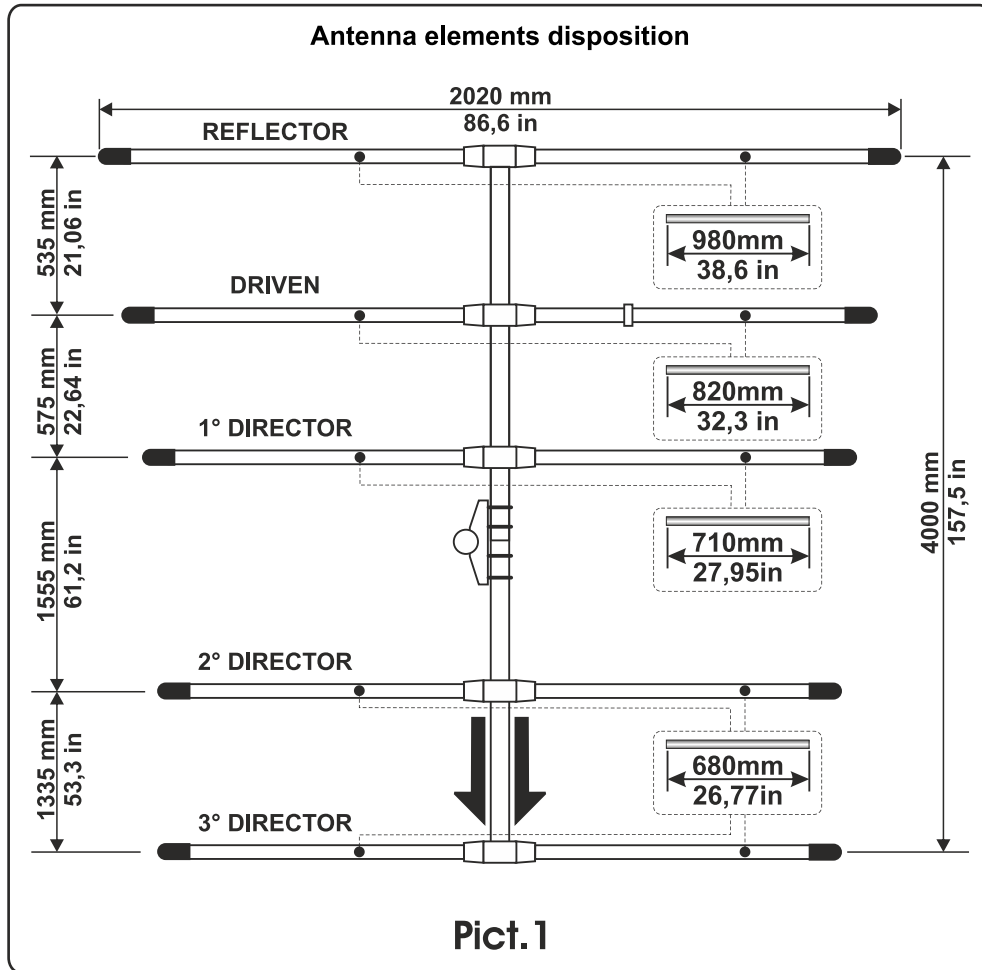 Antenna elements disposition
2020 mm
86,6 in
REFLECTOR
535 mm
21,06 in
980mm
38,6 in
DRIVEN
575 mm
22,64 in
820mm
32,3 in
1° DIRECTOR
4000 mm
157,5 in
1555 mm
61,2 in
710mm
27,95in
2° DIRECTOR
1335 mm
53,3 in
680mm
26,77in
3° DIRECTOR
Pict.1